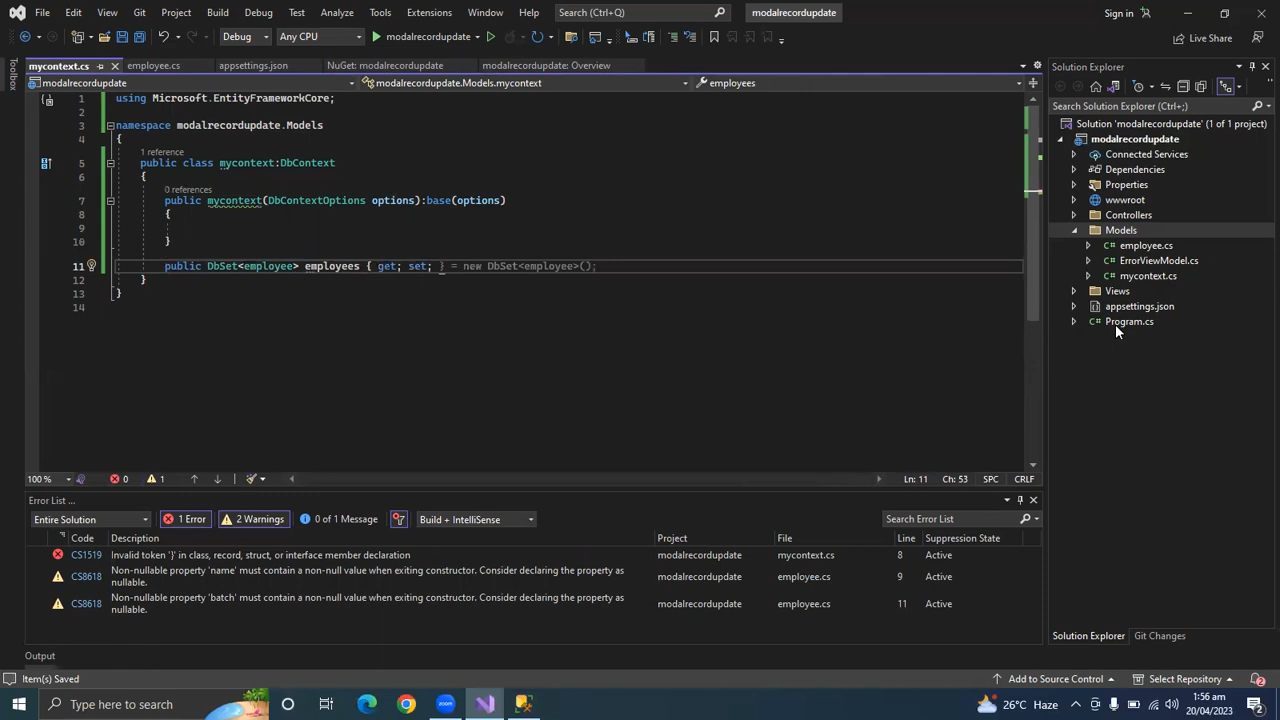 File Edit View Git Project Build Debug Test Analyze Tools Extensions Window Help Search (Ctrl+Q) modalrecordupdate Sign in
Debug Any CPU modalrecordupdate Live Share
mycontext.cs employee.cs appsettings.json NuGet: modalrecordupdate modalrecordupdate: Overview
modalrecordupdate modalrecordupdate.Models.mycontext employees
Toolbox
1 using Microsoft.EntityFrameworkCore;
2
3 namespace modalrecordupdate.Models
4 {
1 reference
5 public class mycontext:DbContext
6 {
0 references
7 public mycontext(DbContextOptions options):base(options)
8 {
9
10 }
11 public DbSet<employee> employees { get; set; } = new DbSet<employee>();
12 }
13 }
14
100 % 0 1 Ln: 11 Ch: 53 SPC CRLF
Solution Explorer
Search Solution Explorer (Ctrl+;)
Solution 'modalrecordupdate' (1 of 1 project)
modalrecordupdate
Connected Services
Dependencies
Properties
wwwroot
Controllers
Models
C# employee.cs
C# ErrorViewModel.cs
C# mycontext.cs
Views
appsettings.json
C# Program.cs
Solution Explorer Git Changes
Error List ...
Entire Solution 1 Error 2 Warnings 0 of 1 Message Build + IntelliSense Search Error List
Code Description Project File Line Suppression State
CS1519 Invalid token '}' in class, record, struct, or interface member declaration modalrecordupdate mycontext.cs 8 Active
CS8618 Non-nullable property 'name' must contain a non-null value when exiting constructor. Consider declaring the property as nullable. modalrecordupdate employee.cs 9 Active
CS8618 Non-nullable property 'batch' must contain a non-null value when exiting constructor. Consider declaring the property as nullable. modalrecordupdate employee.cs 11 Active
Output
Item(s) Saved Add to Source Control Select Repository 2
Type here to search zoom 26°C Haze 1:56 am
20/04/2023 2